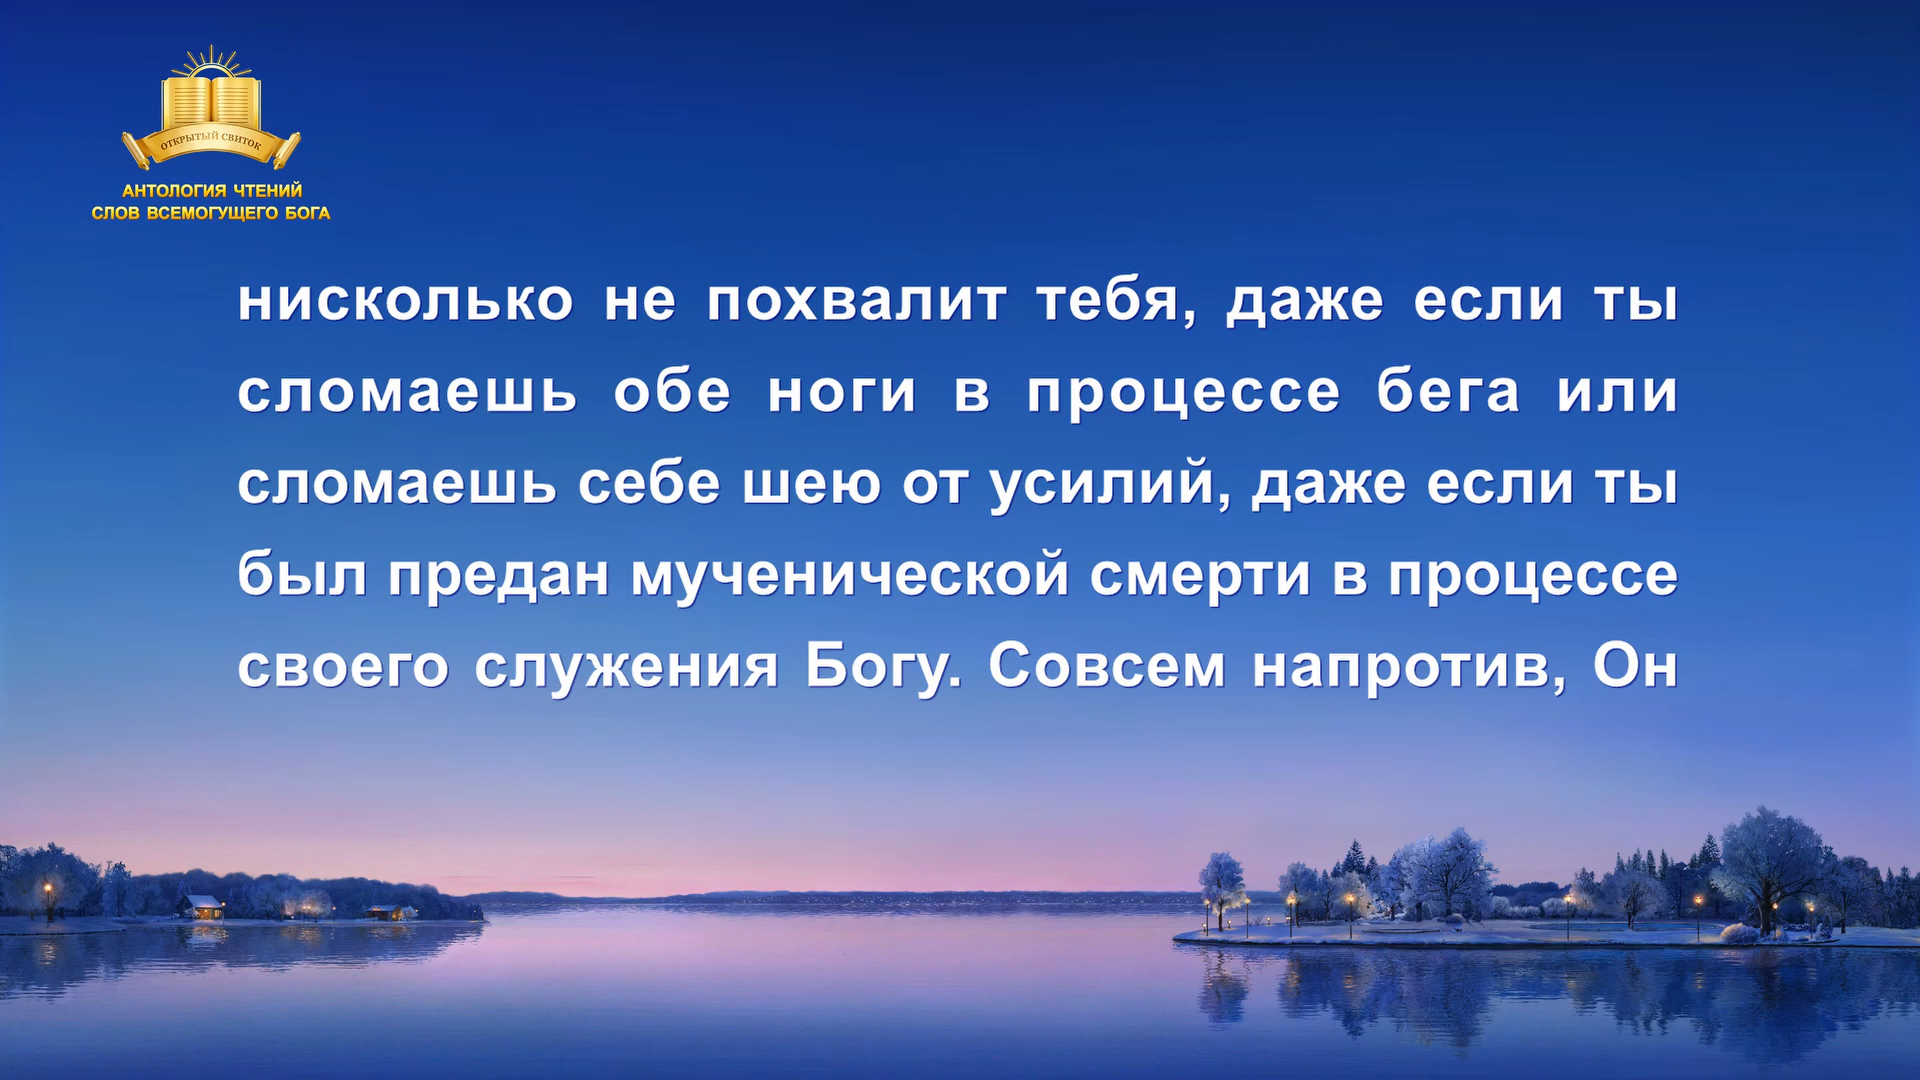 ОТКРЫТЫЙ СВИТОК
АНТОЛОГИЯ ЧТЕНИЙ
СЛОВ ВСЕМОГУЩЕГО БОГА
нисколько не похвалит тебя, даже если ты
сломаешь обе ноги в процессе бега или
сломаешь себе шею от усилий, даже если ты
был предан мученической смерти в процессе
своего служения Богу. Совсем напротив, Он